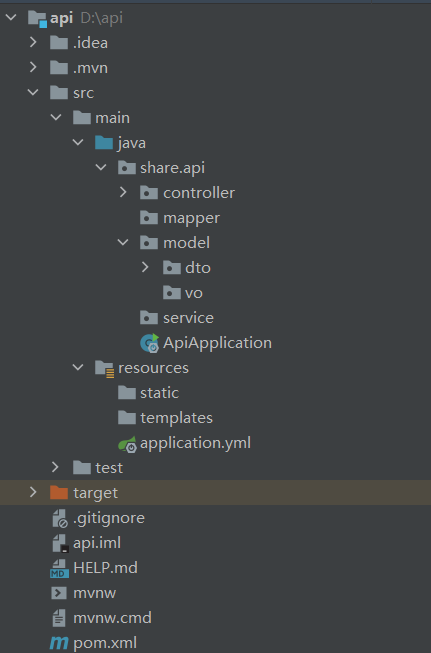 api D:\api
.idea
.mvn
src
main
java
share.api
controller
mapper
model
dto
vo
service
ApiApplication
resources
static
templates
application.yml
test
target
.gitignore
api.iml
MD HELP.md
mvnw
mvnw.cmd
m pom.xml